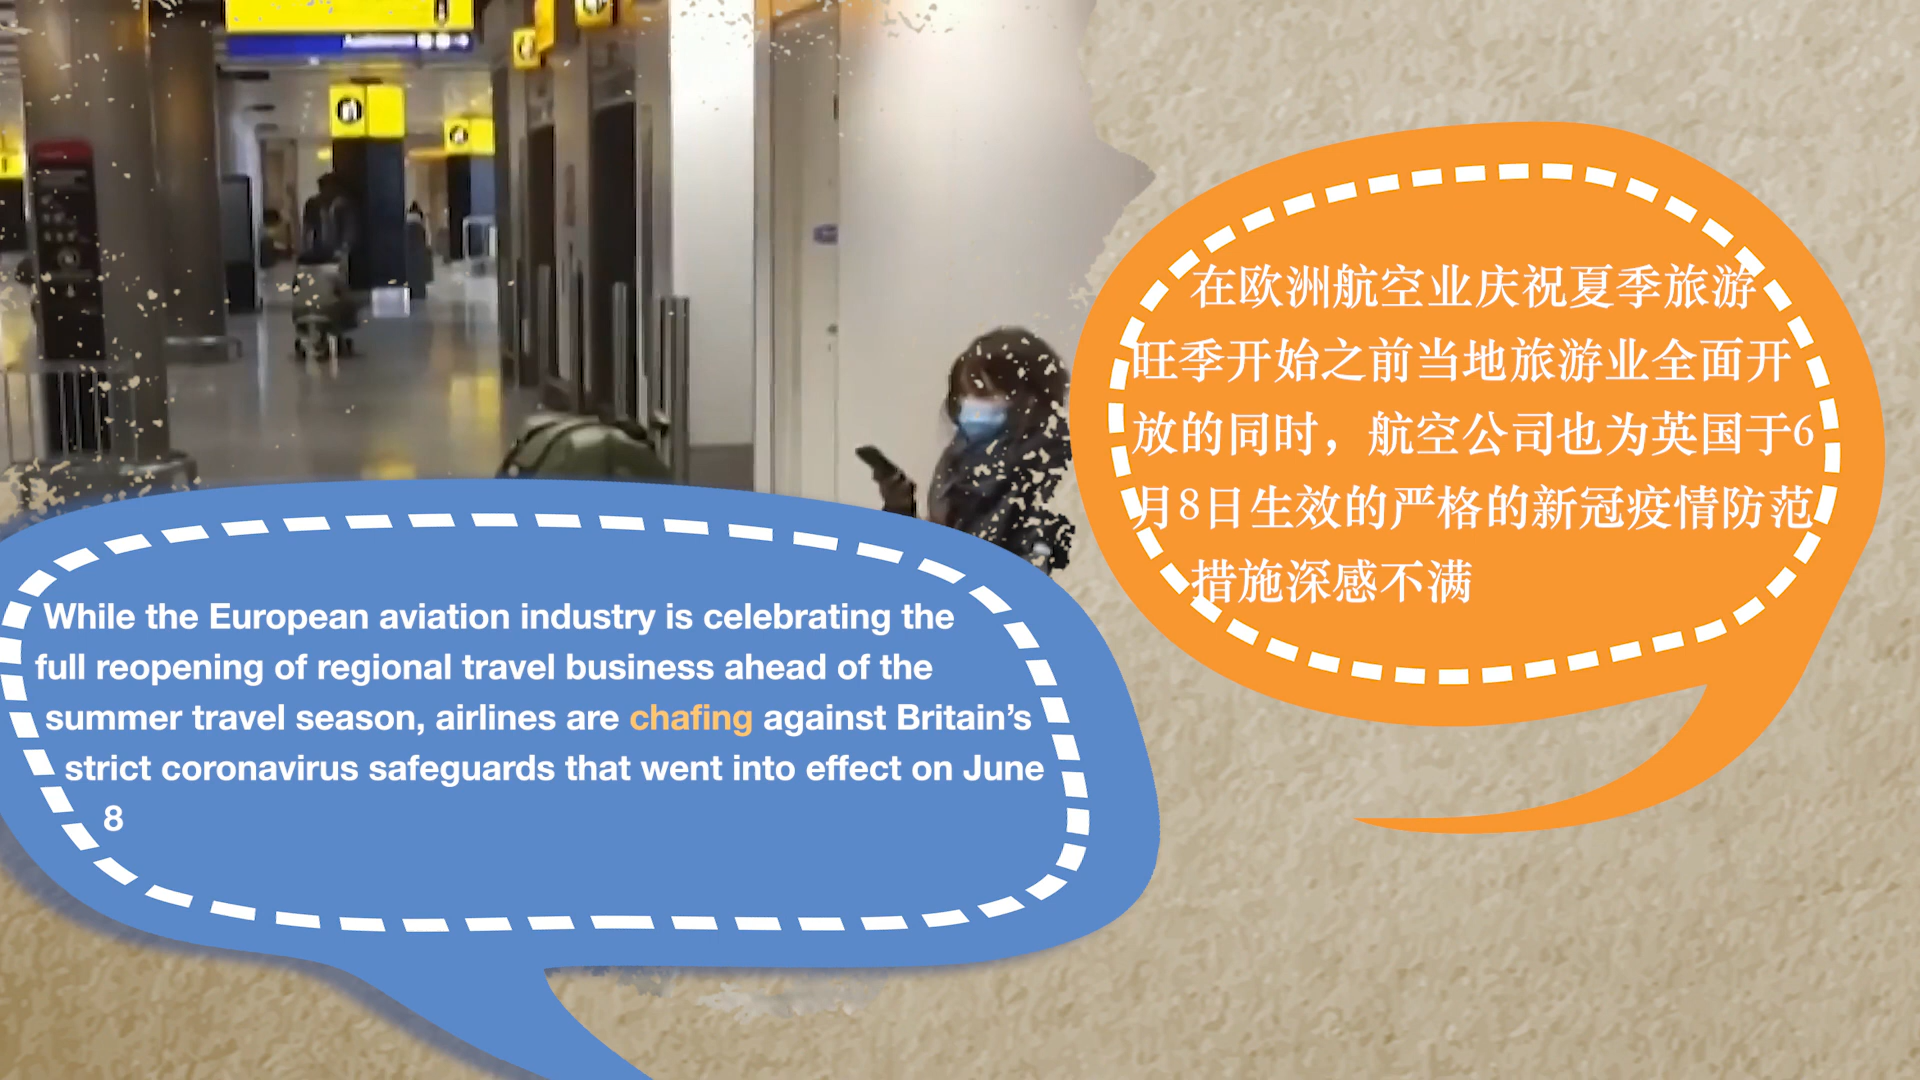 While the European aviation industry is celebrating the
full reopening of regional travel business ahead of the
summer travel season, airlines are chafing against Britain’s
strict coronavirus safeguards that went into effect on June
8
在欧洲航空业庆祝夏季旅游
旺季开始之前当地旅游业全面开
放的同时，航空公司也为英国于6
月8日生效的严格的新冠疫情防范
措施深感不满